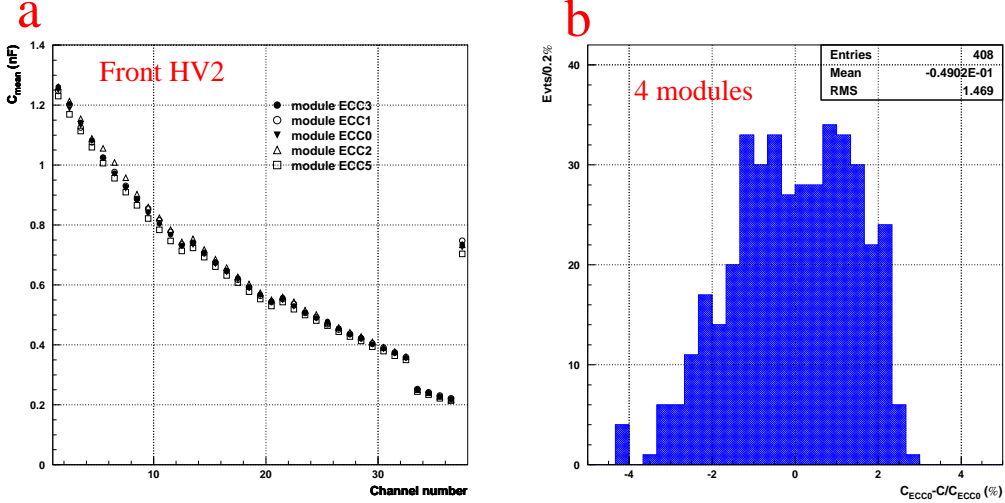 a
C_mean (nF)
1.4
1.2
1
0.8
0.6
0.4
0.2
0
Front HV2
module ECC3
module ECC1
module ECC0
module ECC2
module ECC5
10
20
30
Channel number
b
Evts/0.2%
40
30
20
10
0
4 modules
Entries 408
Mean -0.4902E-01
RMS 1.469
-4
-2
0
2
4
C_ECC0-C/C_ECC0 (%)